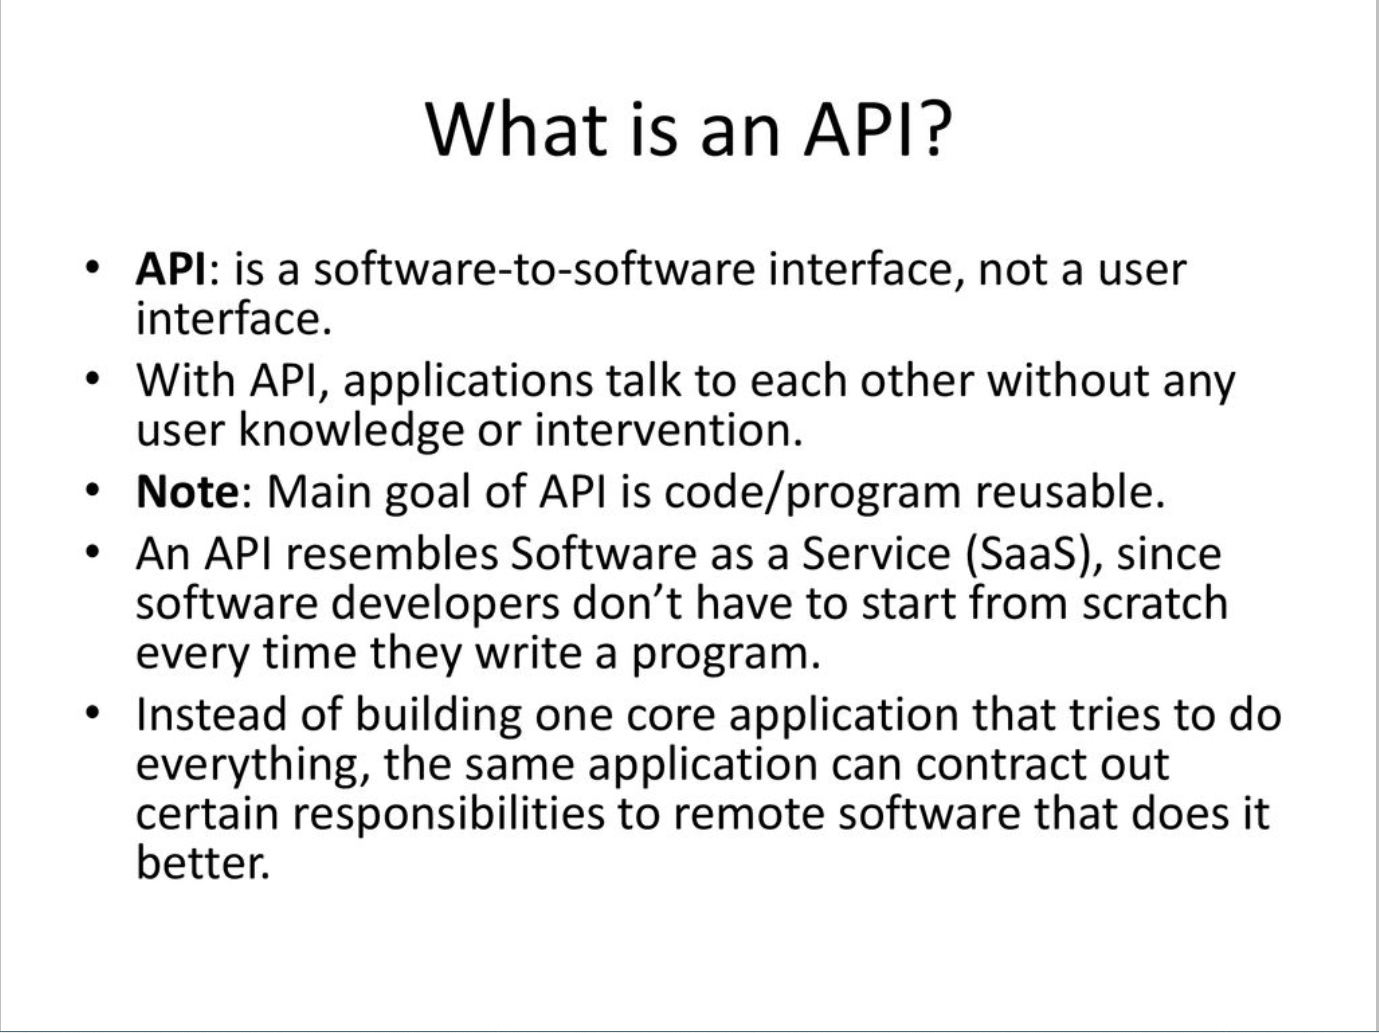 What is an API?
• API: is a software-to-software interface, not a user
interface.
• With API, applications talk to each other without any
user knowledge or intervention.
• Note: Main goal of API is code/program reusable.
• An API resembles Software as a Service (SaaS), since
software developers don’t have to start from scratch
every time they write a program.
• Instead of building one core application that tries to do
everything, the same application can contract out
certain responsibilities to remote software that does it
better.